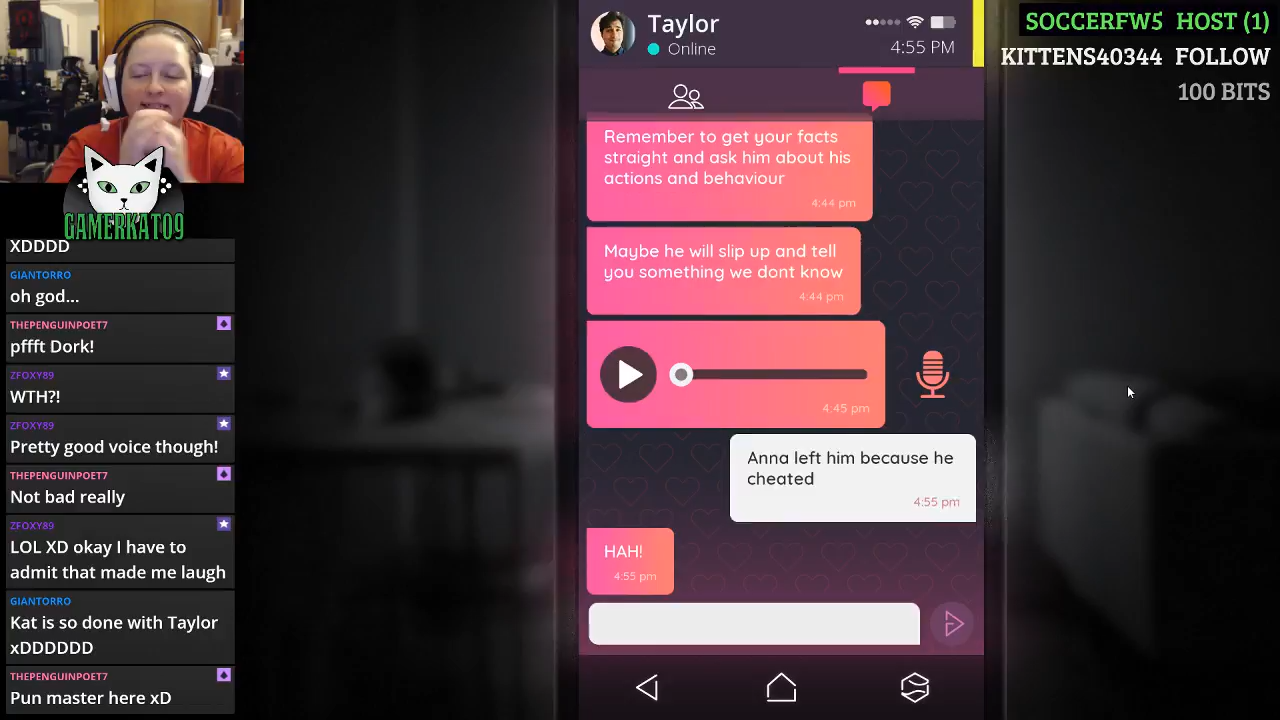 SOCCERFW5 HOST (1)
KITTENS40344 FOLLOW
100 BITS
GAMERKAT09
XDDDD
GIANTORRO
oh god...
THEPENGUINPOET7
pffft Dork!
ZFOXY89
WTH?!
ZFOXY89
Pretty good voice though!
THEPENGUINPOET7
Not bad really
ZFOXY89
LOL XD okay I have to
admit that made me laugh
GIANTORRO
Kat is so done with Taylor
xDDDDDD
THEPENGUINPOET7
Pun master here xD
Taylor
Online
4:55 PM
Remember to get your facts
straight and ask him about his
actions and behaviour
4:44 pm
Maybe he will slip up and tell
you something we dont know
4:44 pm
4:45 pm
Anna left him because he
cheated
4:55 pm
HAH!
4:55 pm